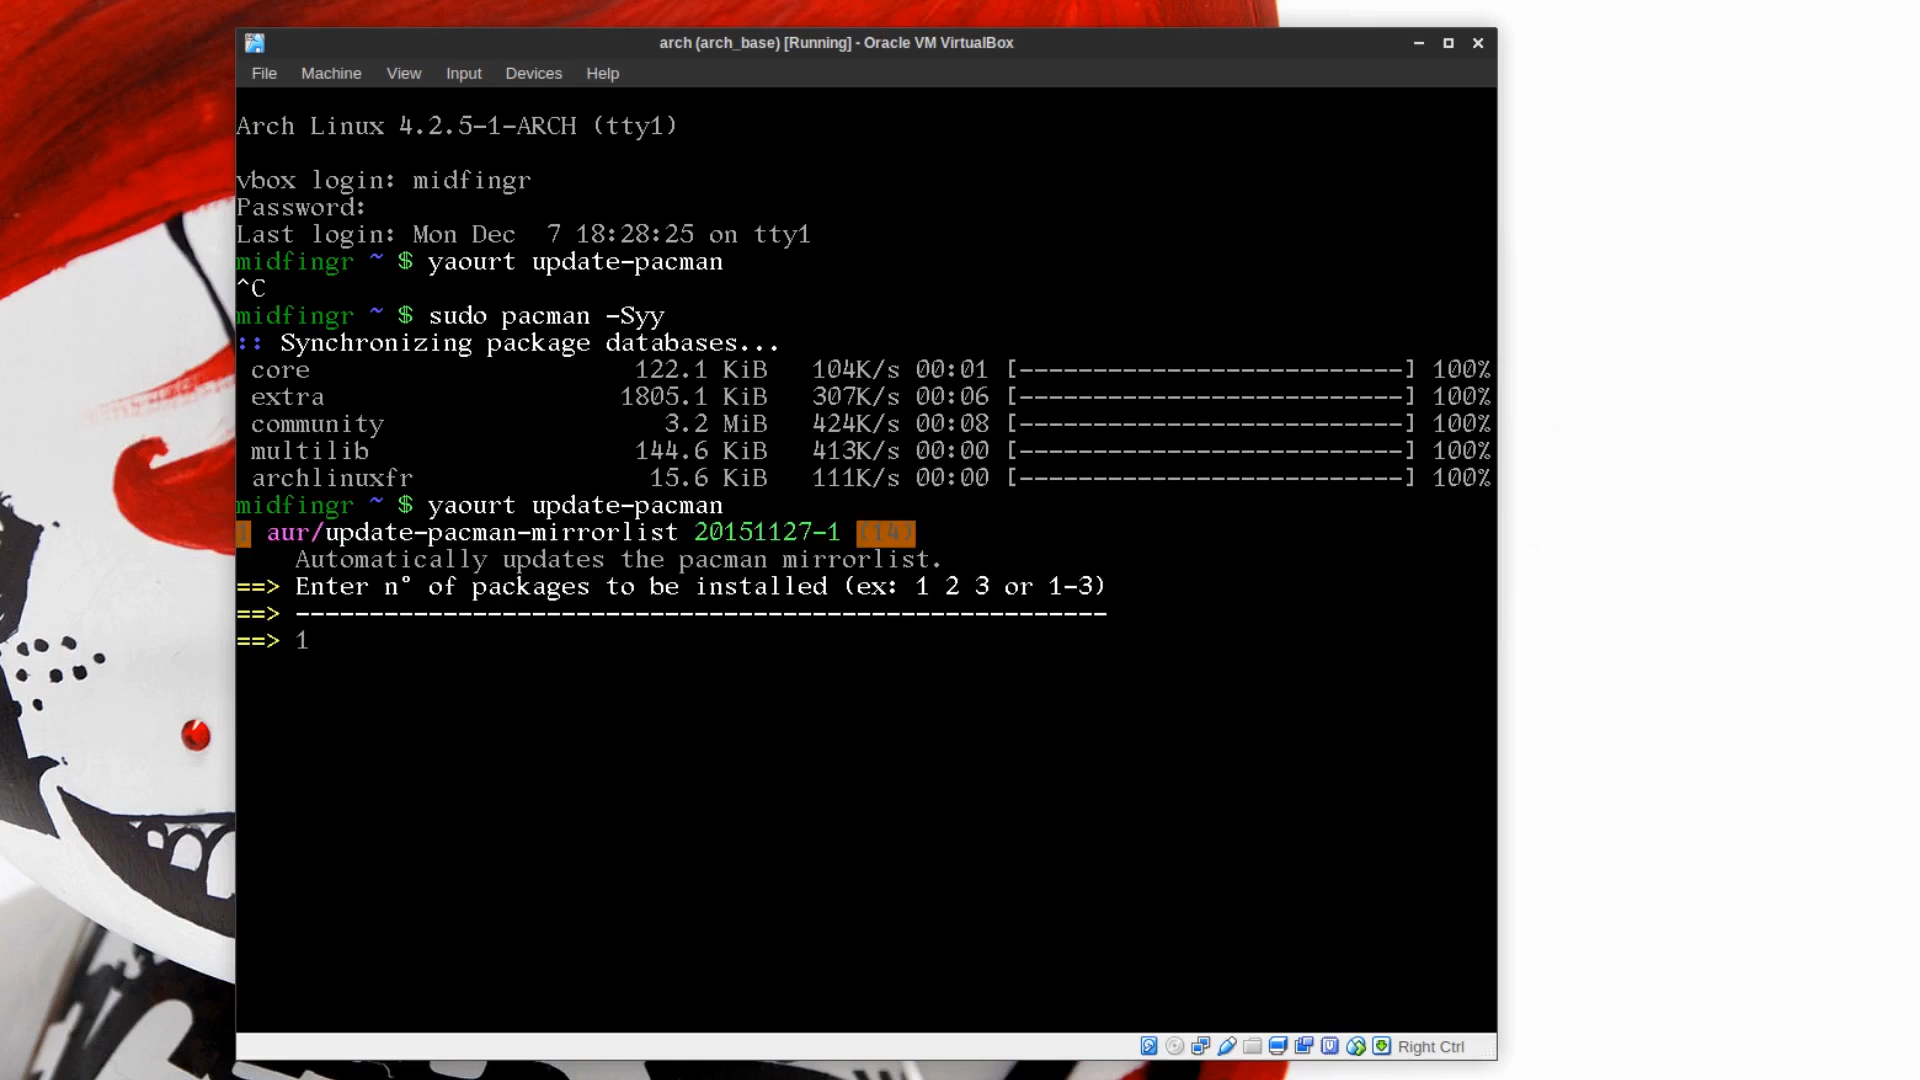 arch (arch_base) [Running] - Oracle VM VirtualBox
File Machine View Input Devices Help
Arch Linux 4.2.5-1-ARCH (tty1)
vbox login: midfingr
Password:
Last login: Mon Dec  7 18:28:25 on tty1
midfingr ~ $ yaourt update-pacman
^C
midfingr ~ $ sudo pacman -Syy
:: Synchronizing package databases...
core 122.1 KiB 104K/s 00:01 [--------------------------] 100%
extra 1805.1 KiB 307K/s 00:06 [--------------------------] 100%
community 3.2 MiB 424K/s 00:08 [--------------------------] 100%
multilib 144.6 KiB 413K/s 00:00 [--------------------------] 100%
archlinuxfr 15.6 KiB 111K/s 00:00 [--------------------------] 100%
midfingr ~ $ yaourt update-pacman
1 aur/update-pacman-mirrorlist 20151127-1 (14)
Automatically updates the pacman mirrorlist.
==> Enter n° of packages to be installed (ex: 1 2 3 or 1-3)
==> -------------------------------------------------------
==> 1
Right Ctrl